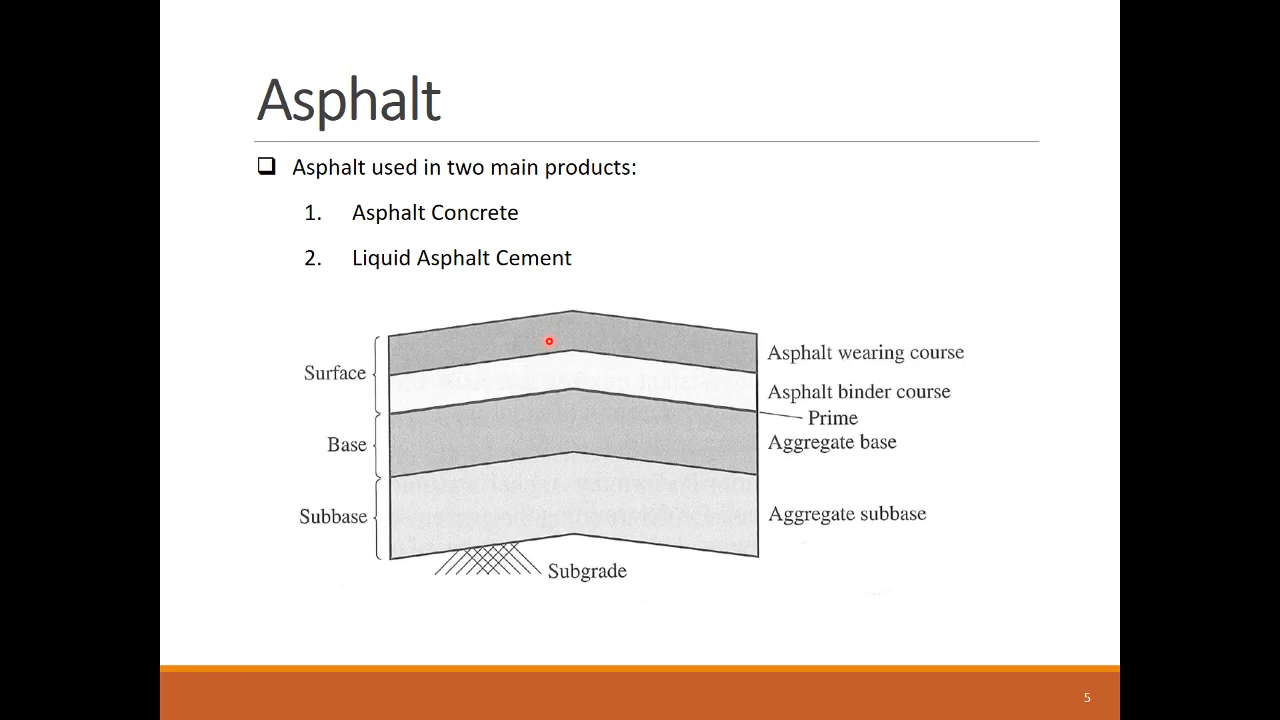 Asphalt
Asphalt used in two main products:
1. Asphalt Concrete
2. Liquid Asphalt Cement
Surface
Asphalt wearing course
Asphalt binder course
Prime
Base
Aggregate base
Subbase
Aggregate subbase
Subgrade
5